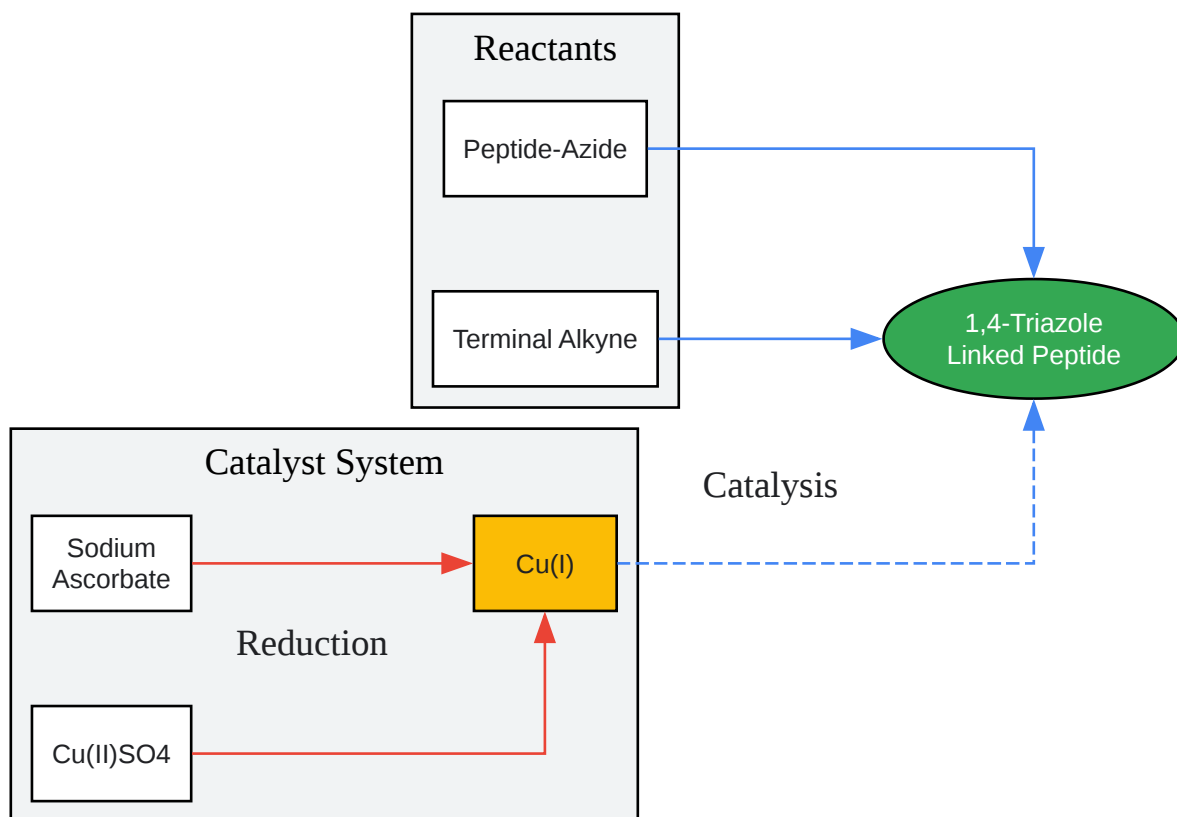 Reactants
Peptide-Azide
Terminal Alkyne
1,4-Triazole
Linked Peptide
Catalyst System
Catalysis
Sodium
Ascorbate
Cu(I)
Reduction
Cu(II)SO4